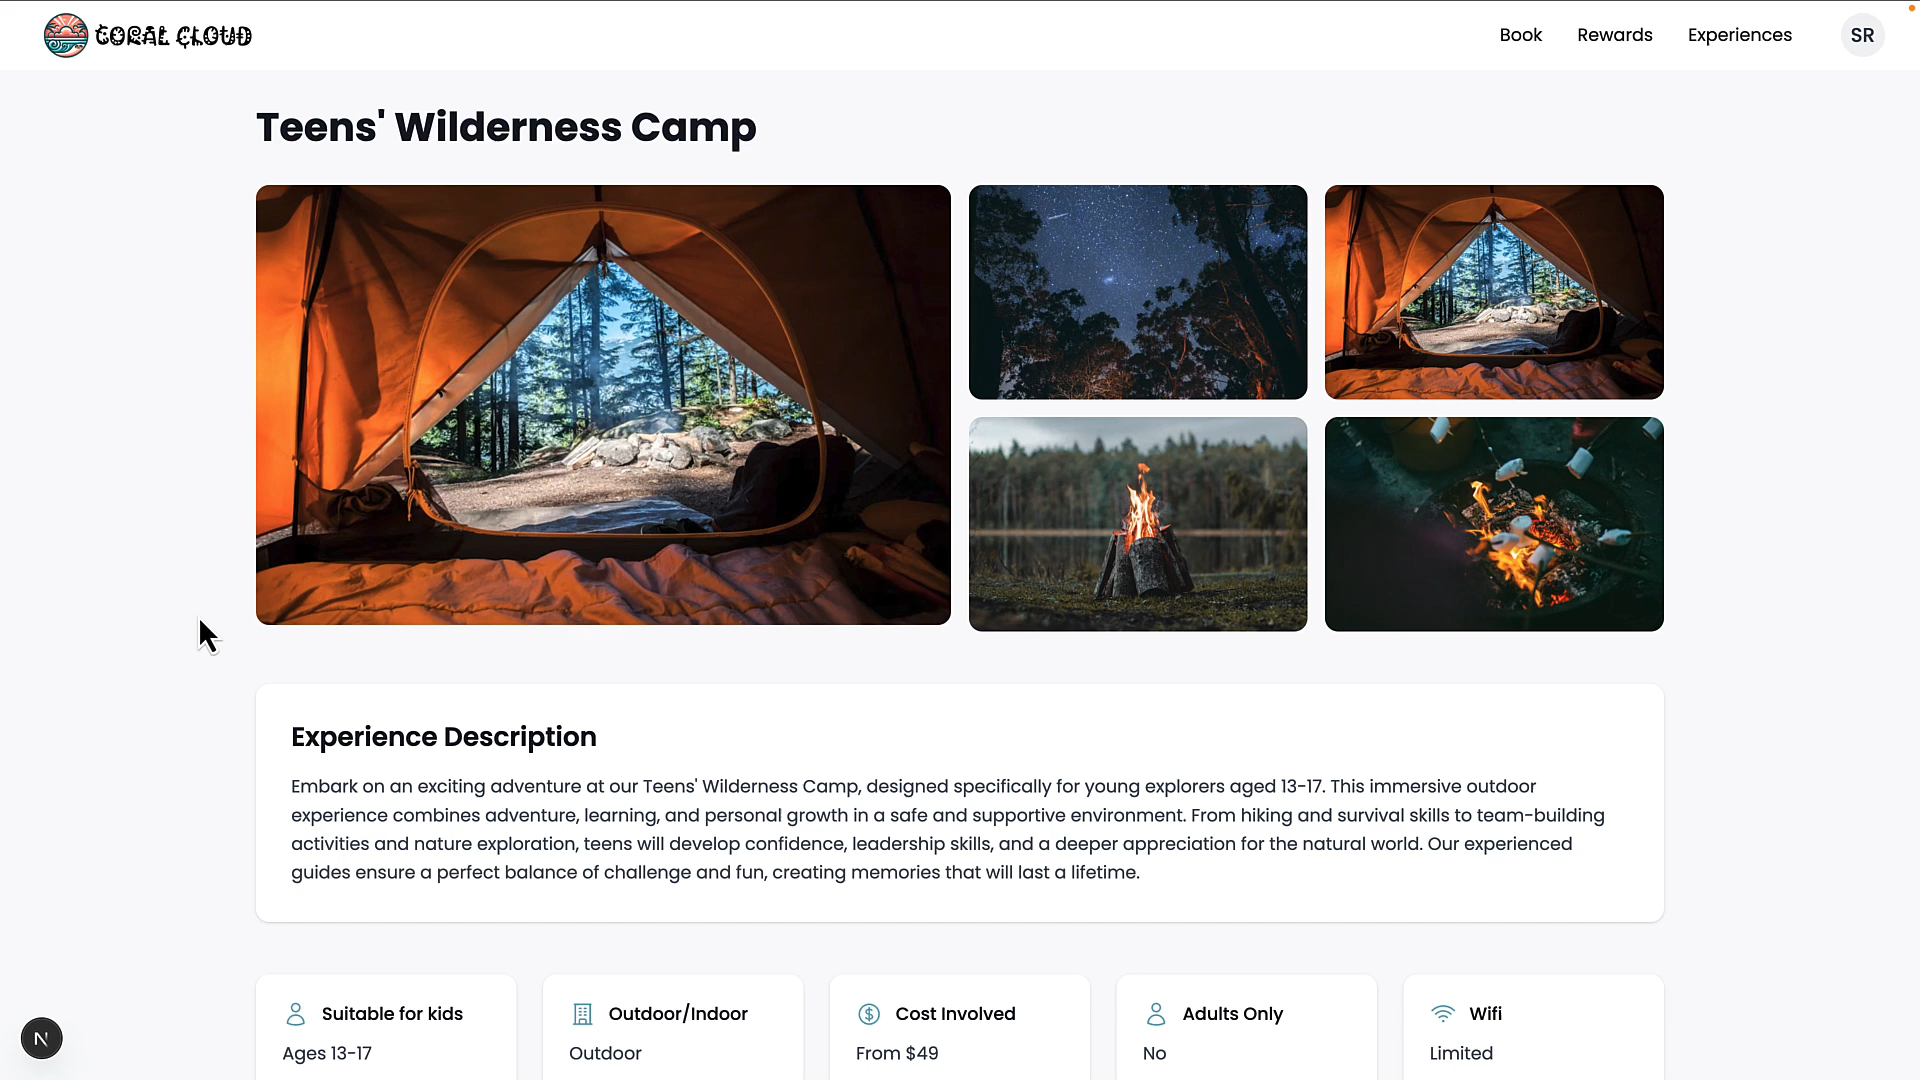 CORAL CLOUD
Book
Rewards
Experiences
SR
Teens' Wilderness Camp
Experience Description
Embark on an exciting adventure at our Teens' Wilderness Camp, designed specifically for young explorers aged 13-17. This immersive outdoor
experience combines adventure, learning, and personal growth in a safe and supportive environment. From hiking and survival skills to team-building
activities and nature exploration, teens will develop confidence, leadership skills, and a deeper appreciation for the natural world. Our experienced
guides ensure a perfect balance of challenge and fun, creating memories that will last a lifetime.
Suitable for kids
Ages 13-17
Outdoor/Indoor
Outdoor
Cost Involved
From $49
Adults Only
No
Wifi
Limited
N